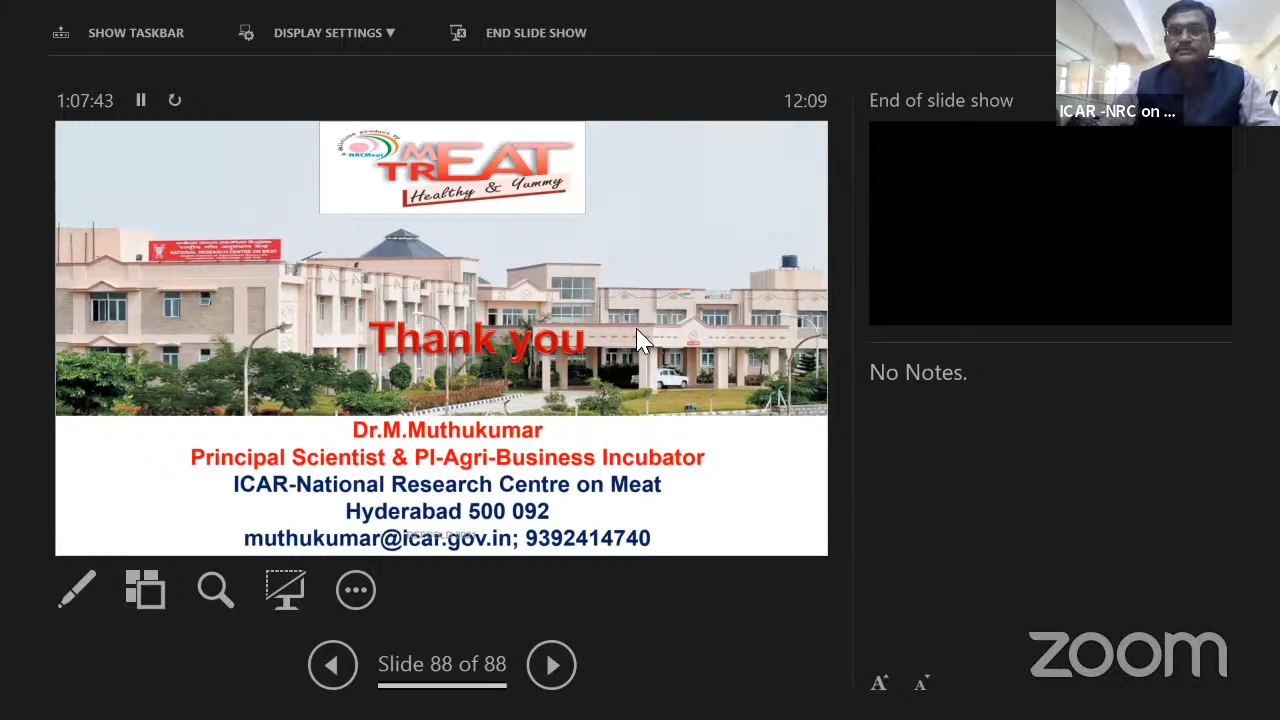 SHOW TASKBAR
DISPLAY SETTINGS ▼
END SLIDE SHOW
1:07:43
12:09
End of slide show
ICAR -NRC on ...
NRCMeat
MEAT
TREAT
Healthy & Yummy
NATIONAL RESEARCH CENTRE ON MEAT
Thank you
No Notes.
Dr.M.Muthukumar
Principal Scientist & PI-Agri-Business Incubator
ICAR-National Research Centre on Meat
Hyderabad 500 092
muthukumar@icar.gov.in; 9392414740
Slide 88 of 88
A
A
zoom